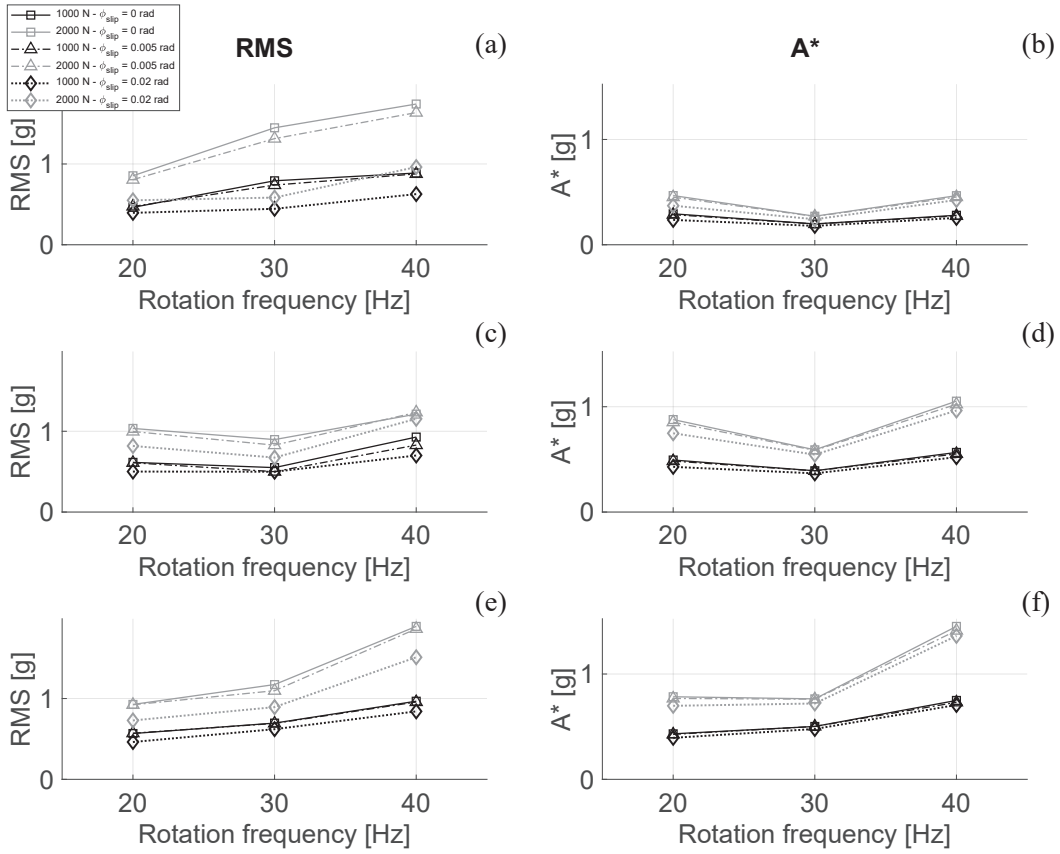 1000 N - ϕslip = 0 rad
2000 N - ϕslip = 0 rad
1000 N - ϕslip = 0.005 rad
2000 N - ϕslip = 0.005 rad
1000 N - ϕslip = 0.02 rad
2000 N - ϕslip = 0.02 rad
RMS
(a)
RMS [g]
1
0
20 30 40
Rotation frequency [Hz]
A*
(b)
A* [g]
1
0
20 30 40
Rotation frequency [Hz]
(c)
RMS [g]
1
0
20 30 40
Rotation frequency [Hz]
(d)
A* [g]
1
0
20 30 40
Rotation frequency [Hz]
(e)
RMS [g]
1
0
20 30 40
Rotation frequency [Hz]
(f)
A* [g]
1
0
20 30 40
Rotation frequency [Hz]